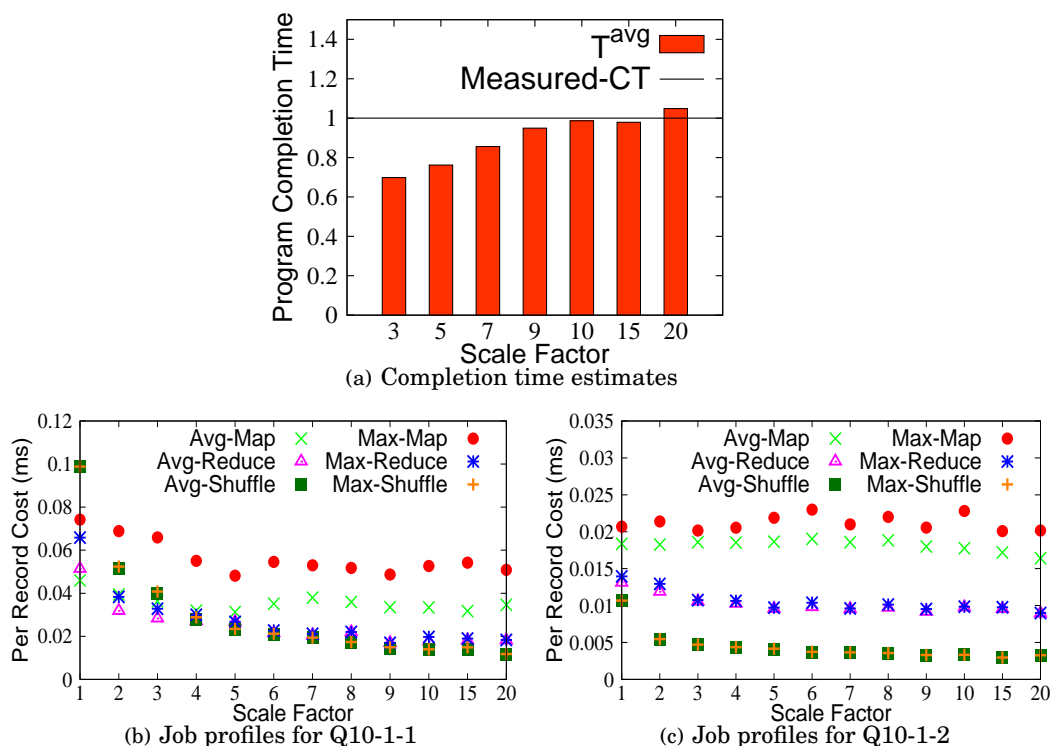 Program Completion Time
1.4
1.2
1
0.8
0.6
0.4
0.2
0
T^avg
Measured-CT
3 5 7 9 10 15 20
Scale Factor
(a) Completion time estimates
Per Record Cost (ms)
0.12
0.1
0.08
0.06
0.04
0.02
0
Avg-Map Max-Map
Avg-Reduce Max-Reduce
Avg-Shuffle Max-Shuffle
1 2 3 4 5 6 7 8 9 10 15 20
Scale Factor
(b) Job profiles for Q10-1-1
Per Record Cost (ms)
0.035
0.03
0.025
0.02
0.015
0.01
0.005
0
Avg-Map Max-Map
Avg-Reduce Max-Reduce
Avg-Shuffle Max-Shuffle
1 2 3 4 5 6 7 8 9 10 15 20
Scale Factor
(c) Job profiles for Q10-1-2